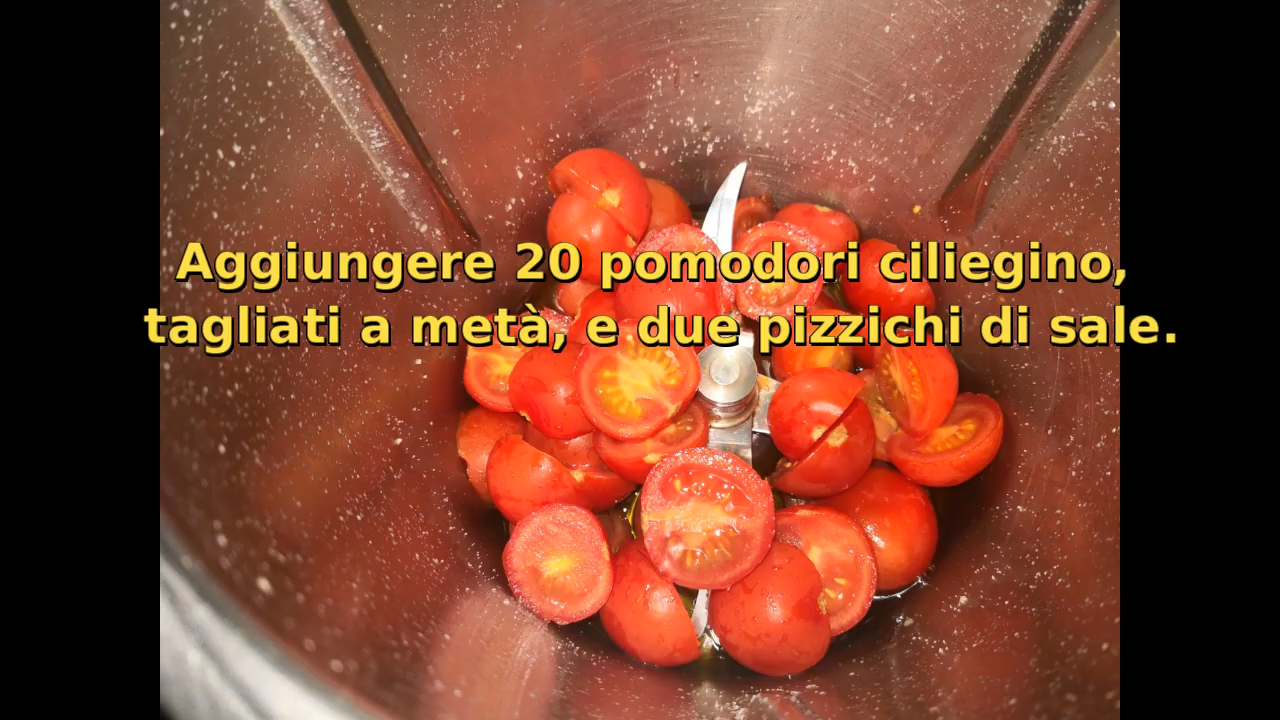 Aggiungere 20 pomodori ciliegino,
tagliati a metà, e due pizzichi di sale.